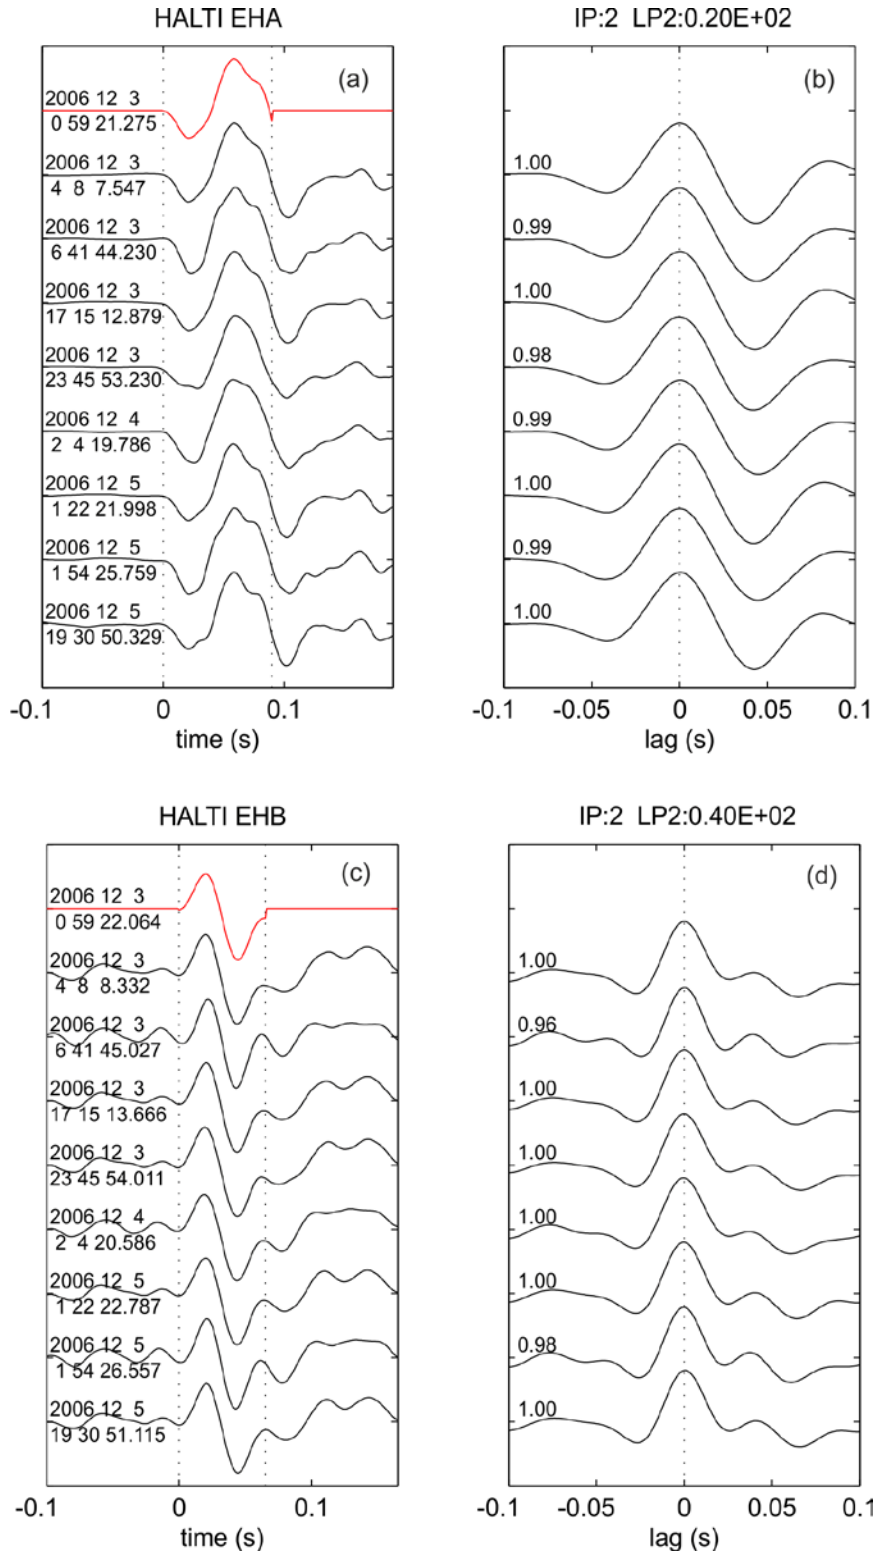 HALTI EHA
(a)
2006 12 3
0 59 21.275
2006 12 3
4 8 7.547
2006 12 3
6 41 44.230
2006 12 3
17 15 12.879
2006 12 3
23 45 53.230
2006 12 4
2 4 19.786
2006 12 5
1 22 21.998
2006 12 5
1 54 25.759
2006 12 5
19 30 50.329
-0.1 0 0.1
time (s)
IP:2 LP2:0.20E+02
(b)
1.00
0.99
1.00
0.98
0.99
1.00
0.99
1.00
-0.1 -0.05 0 0.05 0.1
lag (s)
HALTI EHB
(c)
2006 12 3
0 59 22.064
2006 12 3
4 8 8.332
2006 12 3
6 41 45.027
2006 12 3
17 15 13.666
2006 12 3
23 45 54.011
2006 12 4
2 4 20.586
2006 12 5
1 22 22.787
2006 12 5
1 54 26.557
2006 12 5
19 30 51.115
-0.1 0 0.1
time (s)
IP:2 LP2:0.40E+02
(d)
1.00
0.96
1.00
1.00
1.00
1.00
0.98
1.00
-0.1 -0.05 0 0.05 0.1
lag (s)